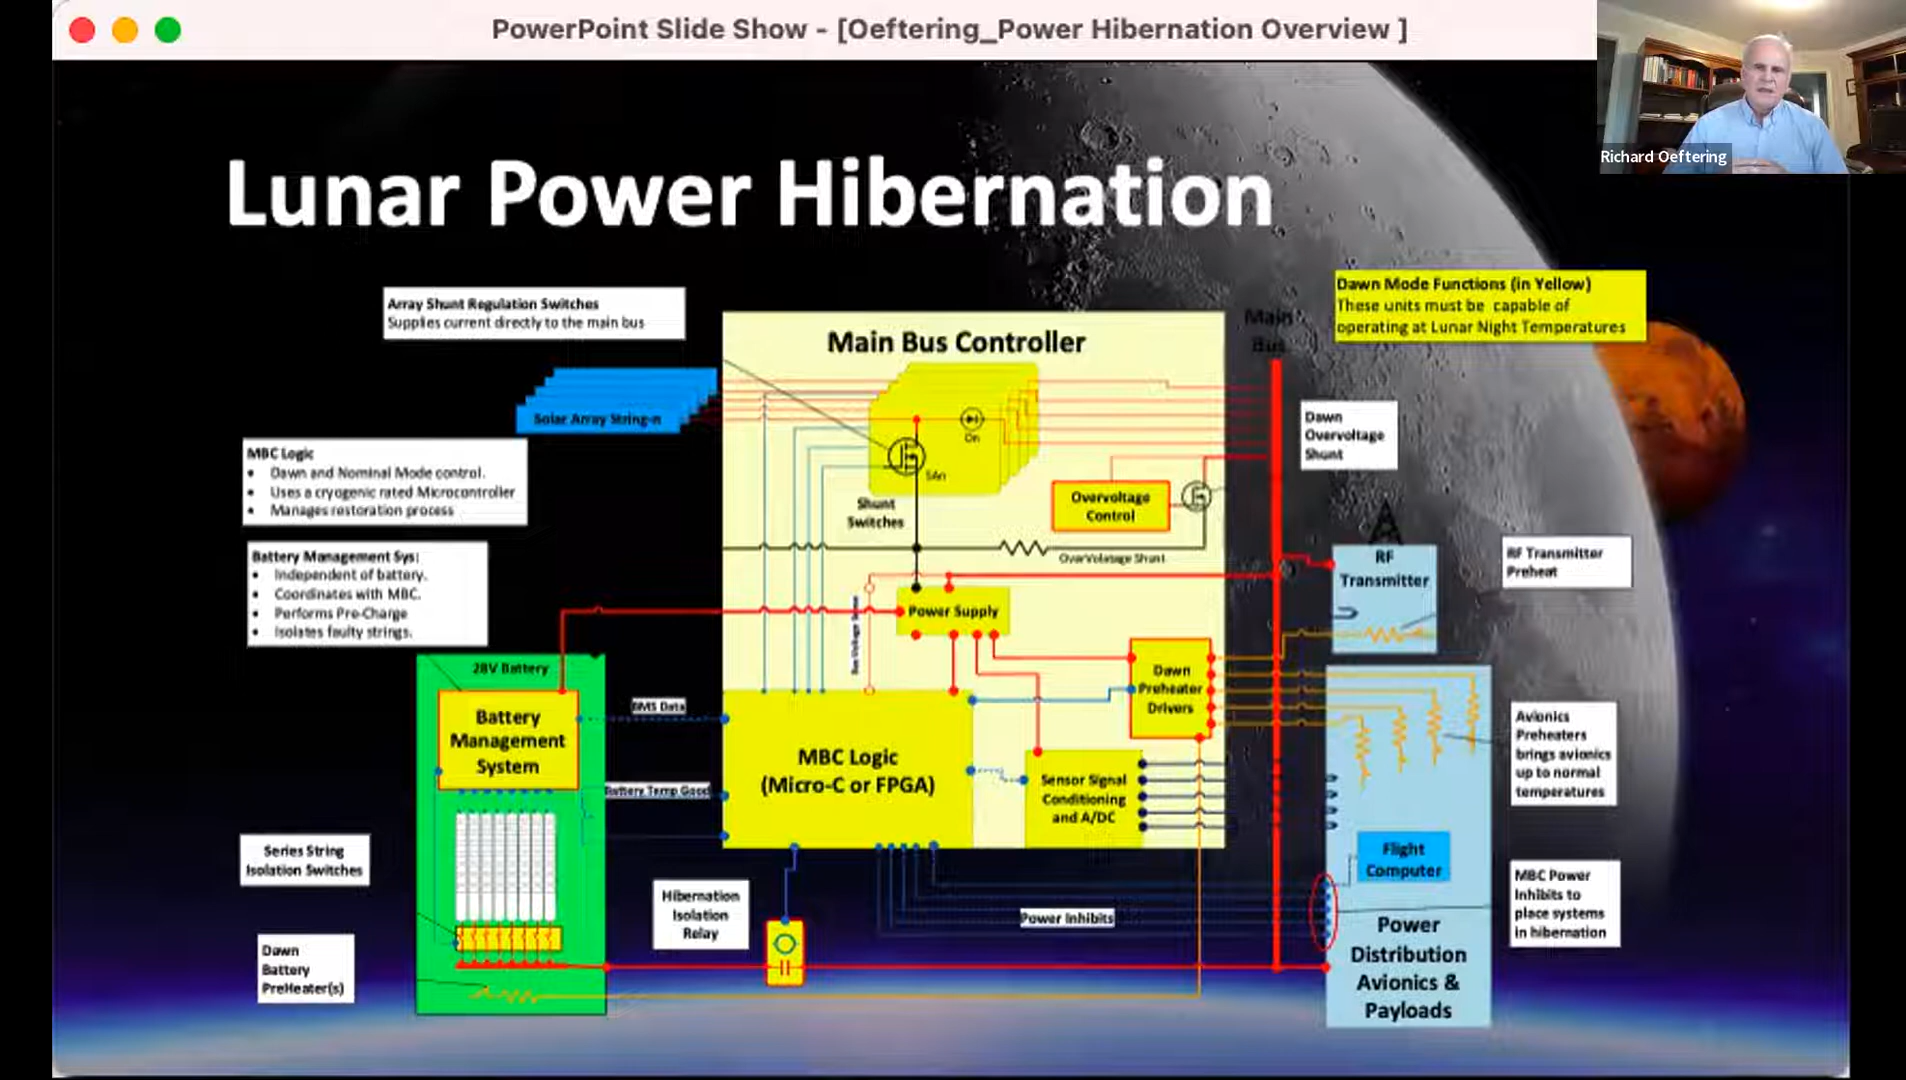 PowerPoint Slide Show - [Oeftering_Power Hibernation Overview ]
Richard Oeftering
Lunar Power Hibernation
Array Shunt Regulation Switches
Supplies current directly to the main bus
Solar Array String-n
MBC Logic
• Dawn and Nominal Mode control.
• Uses a cryogenic rated Microcontroller
• Manages restoration process
Battery Management Sys:
• Independent of battery.
• Coordinates with MBC.
• Performs Pre-Charge
• Isolates faulty strings.
28V Battery
Battery
Management
System
Series String
Isolation Switches
Dawn
Battery
PreHeater(s)
BMS Data
Battery Temp Good
Hibernation
Isolation
Relay
Main Bus Controller
Dn
SAn
Shunt
Switches
Overvoltage
Control
OverVolatage Shunt
Power Supply
Bus Voltage Sense
MBC Logic
(Micro-C or FPGA)
Dawn
Preheater
Drivers
Sensor Signal
Conditioning
and A/DC
Power Inhibits
Main
Bus
Dawn Mode Functions (in Yellow)
These units must be capable of
operating at Lunar Night Temperatures
Dawn
Overvoltage
Shunt
RF
Transmitter
RF Transmitter
Preheat
Avionics
Preheaters
brings avionics
up to normal
temperatures
Flight
Computer
MBC Power
Inhibits to
place systems
in hibernation
Power
Distribution
Avionics &
Payloads